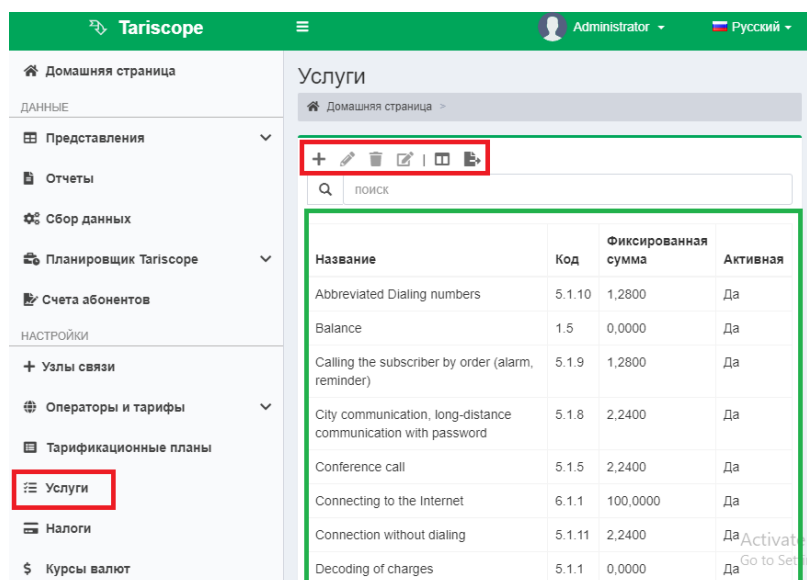 Tariscope
Administrator
Русский
Домашняя страница
ДАННЫЕ
Представления
Отчеты
Сбор данных
Планировщик Tariscope
Счета абонентов
НАСТРОЙКИ
Узлы связи
Операторы и тарифы
Тарификационные планы
Услуги
Налоги
Курсы валют
Услуги
Домашняя страница >
поиск
Название Код Фиксированная сумма Активная
Abbreviated Dialing numbers 5.1.10 1,2800 Да
Balance 1.5 0,0000 Да
Calling the subscriber by order (alarm, 5.1.9 1,2800 Да
reminder)
City communication, long-distance 5.1.8 2,2400 Да
communication with password
Conference call 5.1.5 2,2400 Да
Connecting to the Internet 6.1.1 100,0000 Да
Connection without dialing 5.1.11 2,2400 Да
Decoding of charges 5.1.1 0,0000 Да
Activate
Go to Set